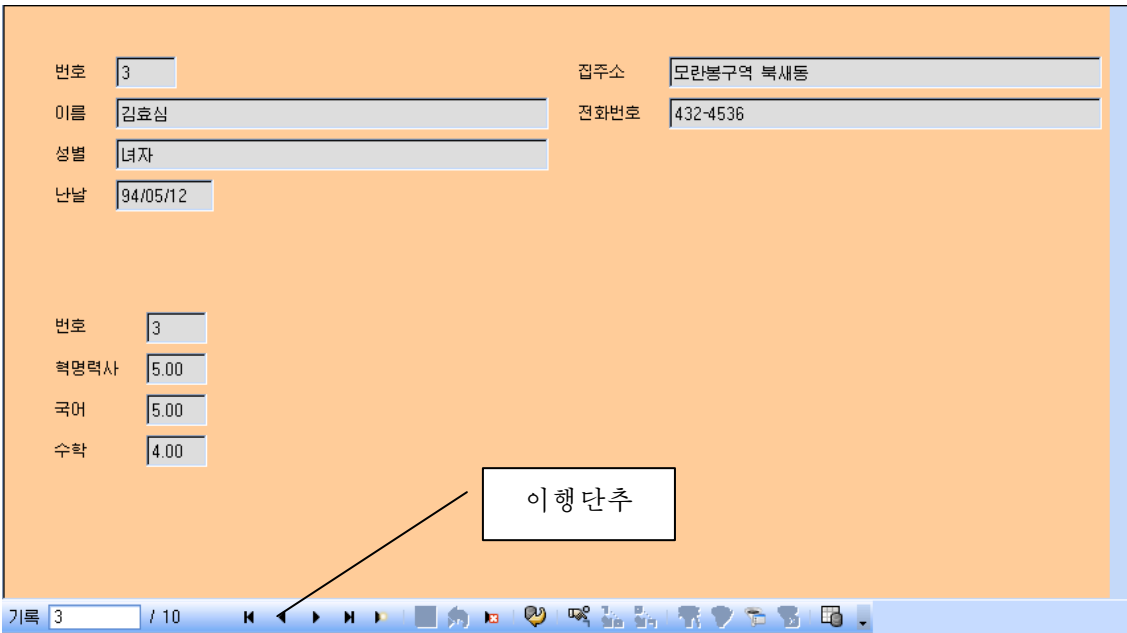 번호 3
이름 김효심
성별 녀자
난날 94/05/12
집주소 모란봉구역 북새동
전화번호 432-4536
번호 3
혁명력사 5.00
국어 5.00
수학 4.00
이행단추
기록 3 / 10